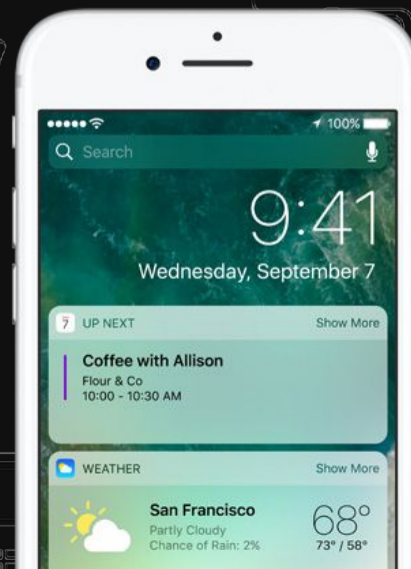 100%
Search
9:41
Wednesday, September 7
7 UP NEXT Show More
Coffee with Allison
Flour & Co
10:00 - 10:30 AM
WEATHER Show More
San Francisco 68°
Partly Cloudy
Chance of Rain: 2% 73° / 58°